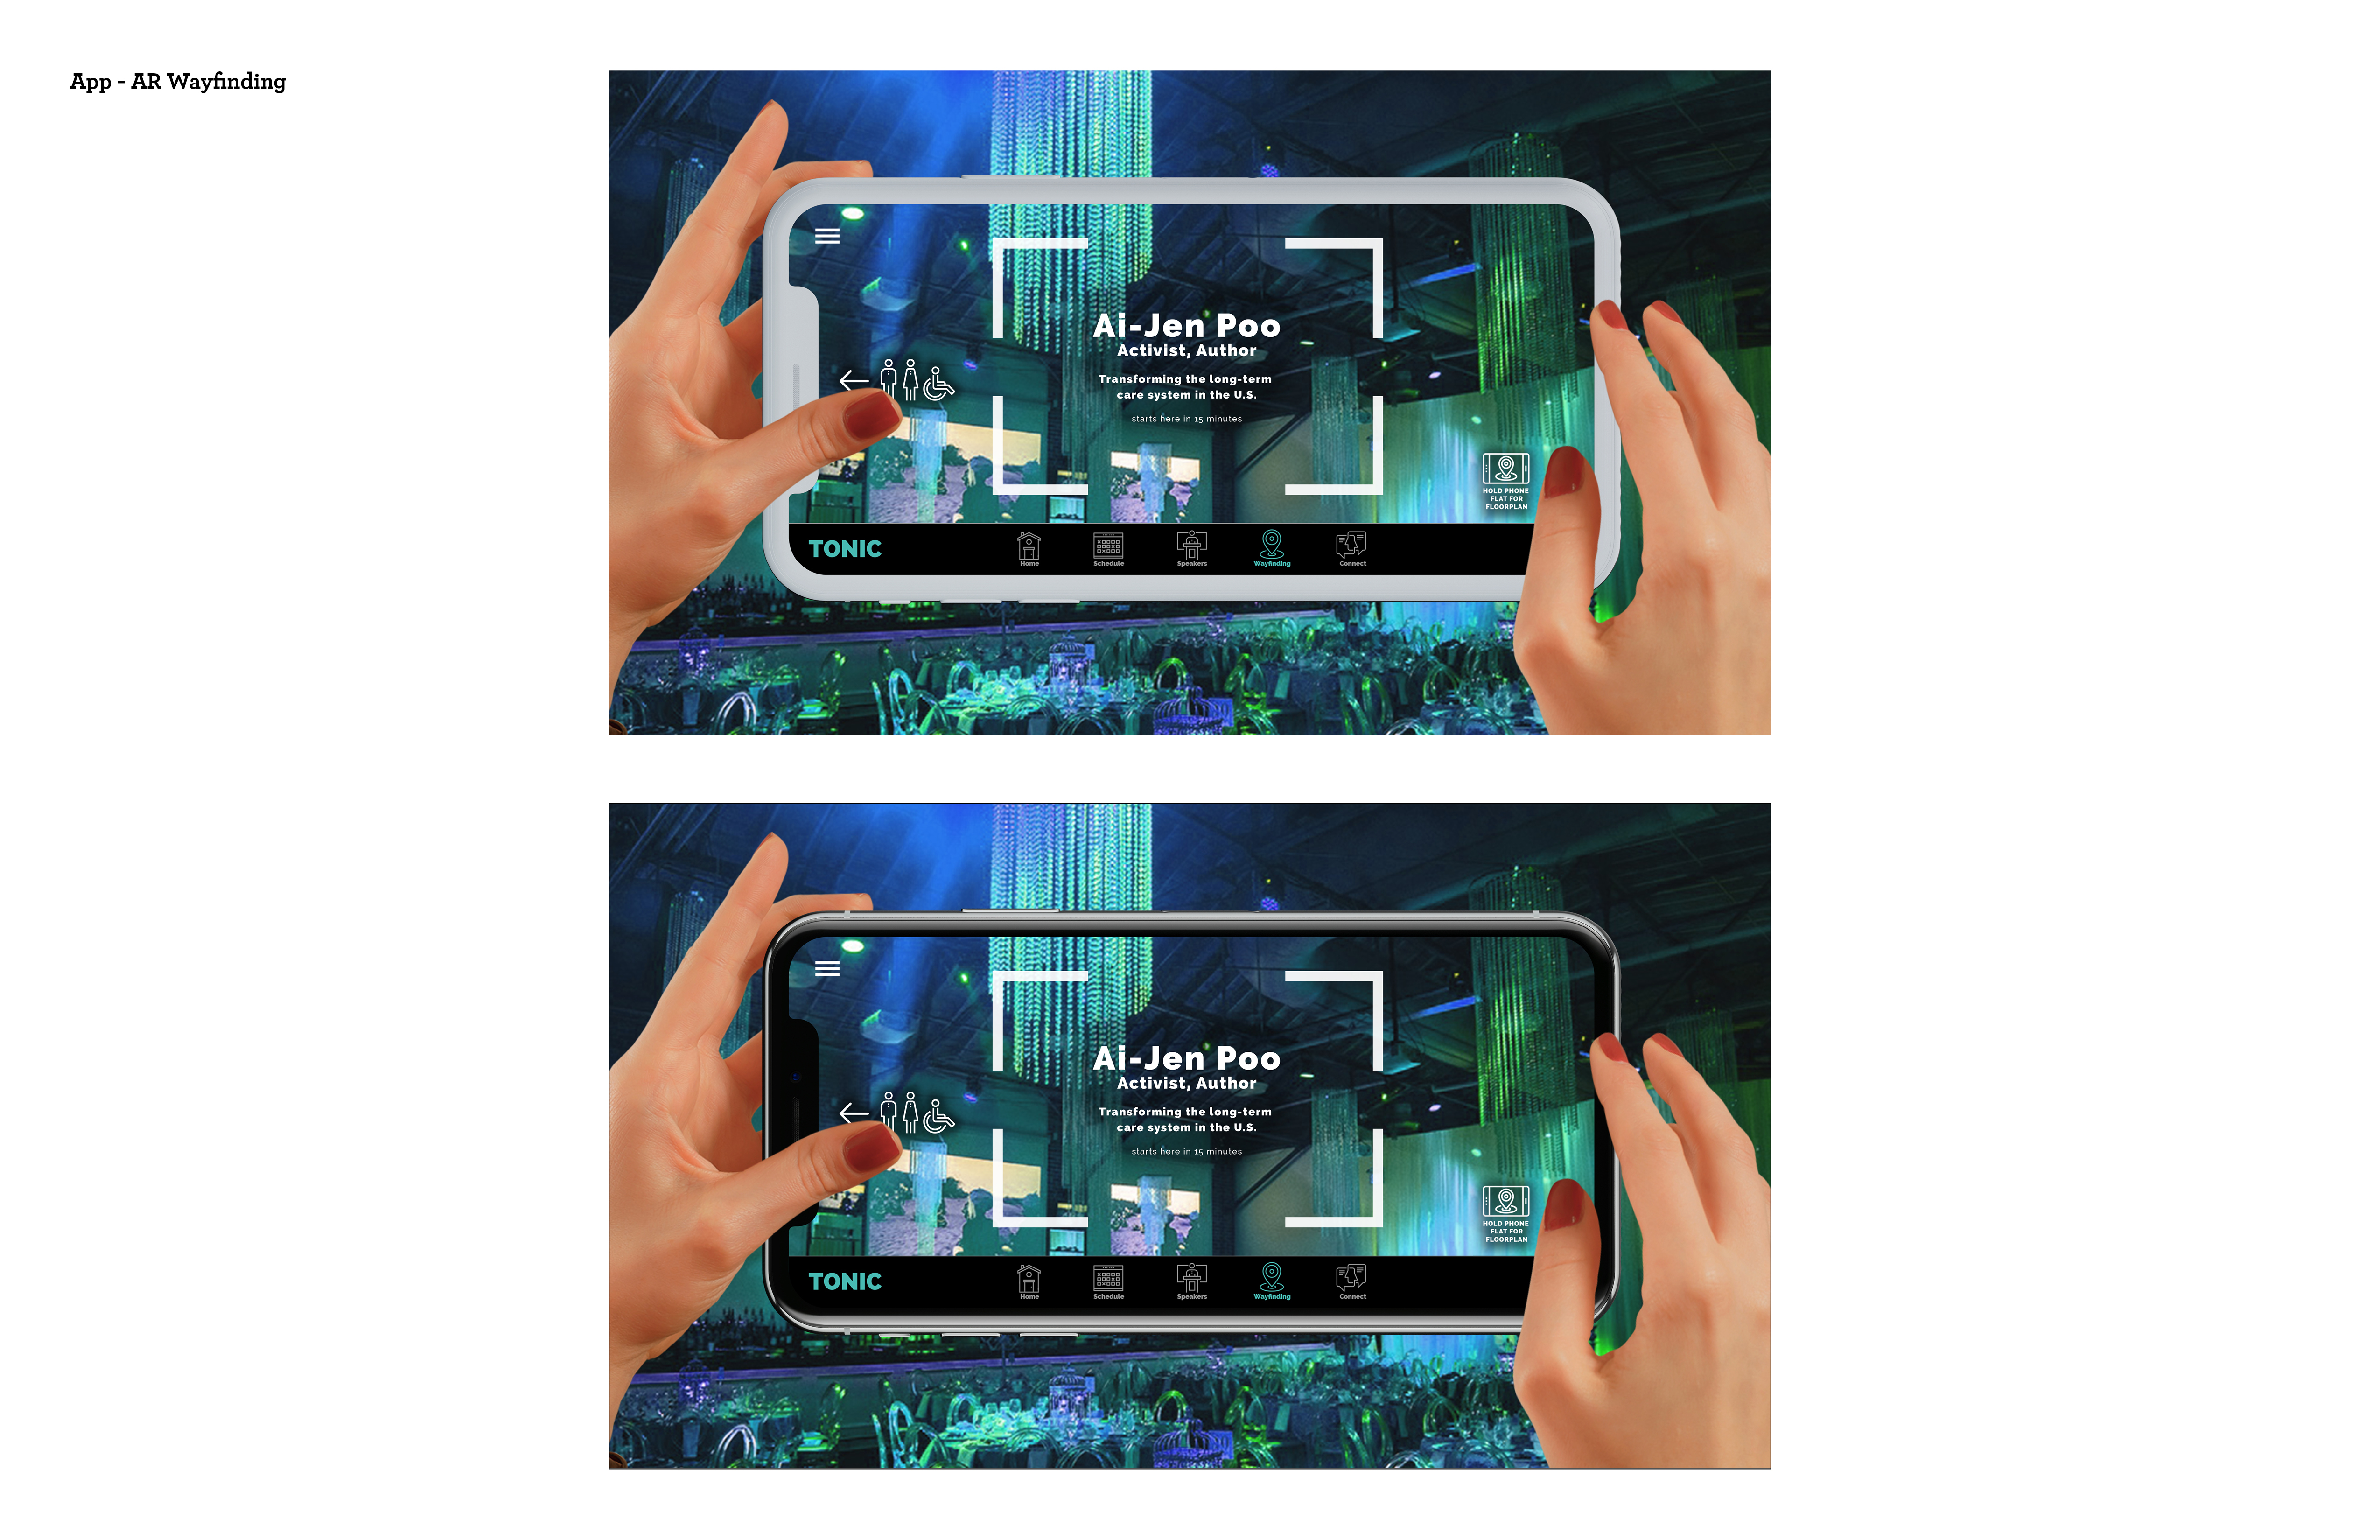 App - AR Wayfinding
Ai-Jen Poo
Activist, Author
Transforming the long-term
care system in the U.S.
starts here in 15 minutes
HOLD PHONE
FLAT FOR
FLOORPLAN
TONIC
Home
Schedule
Speakers
Wayfinding
Connect
Ai-Jen Poo
Activist, Author
Transforming the long-term
care system in the U.S.
starts here in 15 minutes
HOLD PHONE
FLAT FOR
FLOORPLAN
TONIC
Home
Schedule
Speakers
Wayfinding
Connect